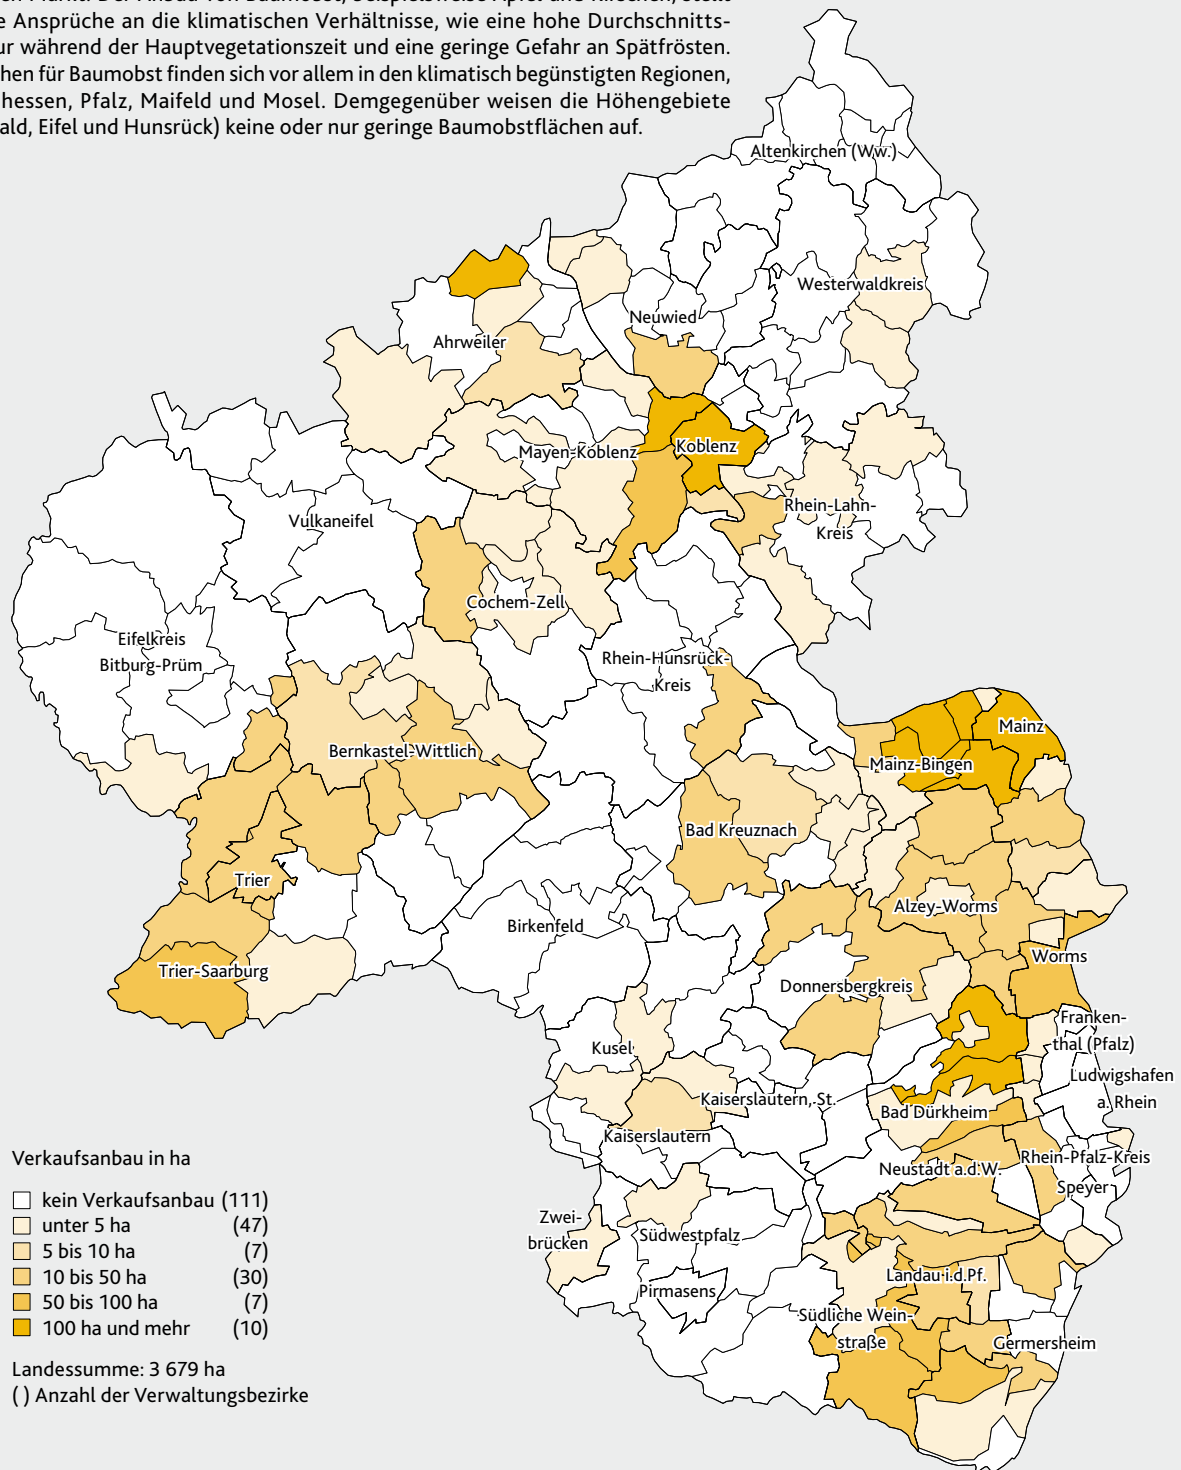 e Ansprüche an die klimatischen Verhältnisse, wie eine hohe Durchschnitts-
ur während der Hauptvegetationszeit und eine geringe Gefahr an Spätfrösten.
hen für Baumobst finden sich vor allem in den klimatisch begünstigten Regionen,
hessen, Pfalz, Maifeld und Mosel. Demgegenüber weisen die Höhengebiete
ald, Eifel und Hunsrück) keine oder nur geringe Baumobstflächen auf.
Altenkirchen (Ww.)
Westerwaldkreis
Neuwied
Ahrweiler
Koblenz
Mayen-Koblenz
Rhein-Lahn-
Kreis
Vulkaneifel
Cochem-Zell
Eifelkreis
Bitburg-Prüm
Rhein-Hunsrück-
Kreis
Mainz
Bernkastel-Wittlich
Mainz-Bingen
Bad Kreuznach
Trier
Alzey-Worms
Birkenfeld
Worms
Trier-Saarburg
Donnersbergkreis
Franken-
thal (Pfalz)
Kusel
Ludwigshafen
a. Rhein
Kaiserslautern, St.
Bad Dürkheim
Kaiserslautern
Rhein-Pfalz-Kreis
Neustadt a.d.W.
Speyer
Zwei-
brücken
Südwestpfalz
Landau i.d.Pf.
Pirmasens
Südliche Wein-
straße
Germersheim
Verkaufsanbau in ha
kein Verkaufsanbau (111)
unter 5 ha (47)
5 bis 10 ha (7)
10 bis 50 ha (30)
50 bis 100 ha (7)
100 ha und mehr (10)
Landessumme: 3 679 ha
( ) Anzahl der Verwaltungsbezirke